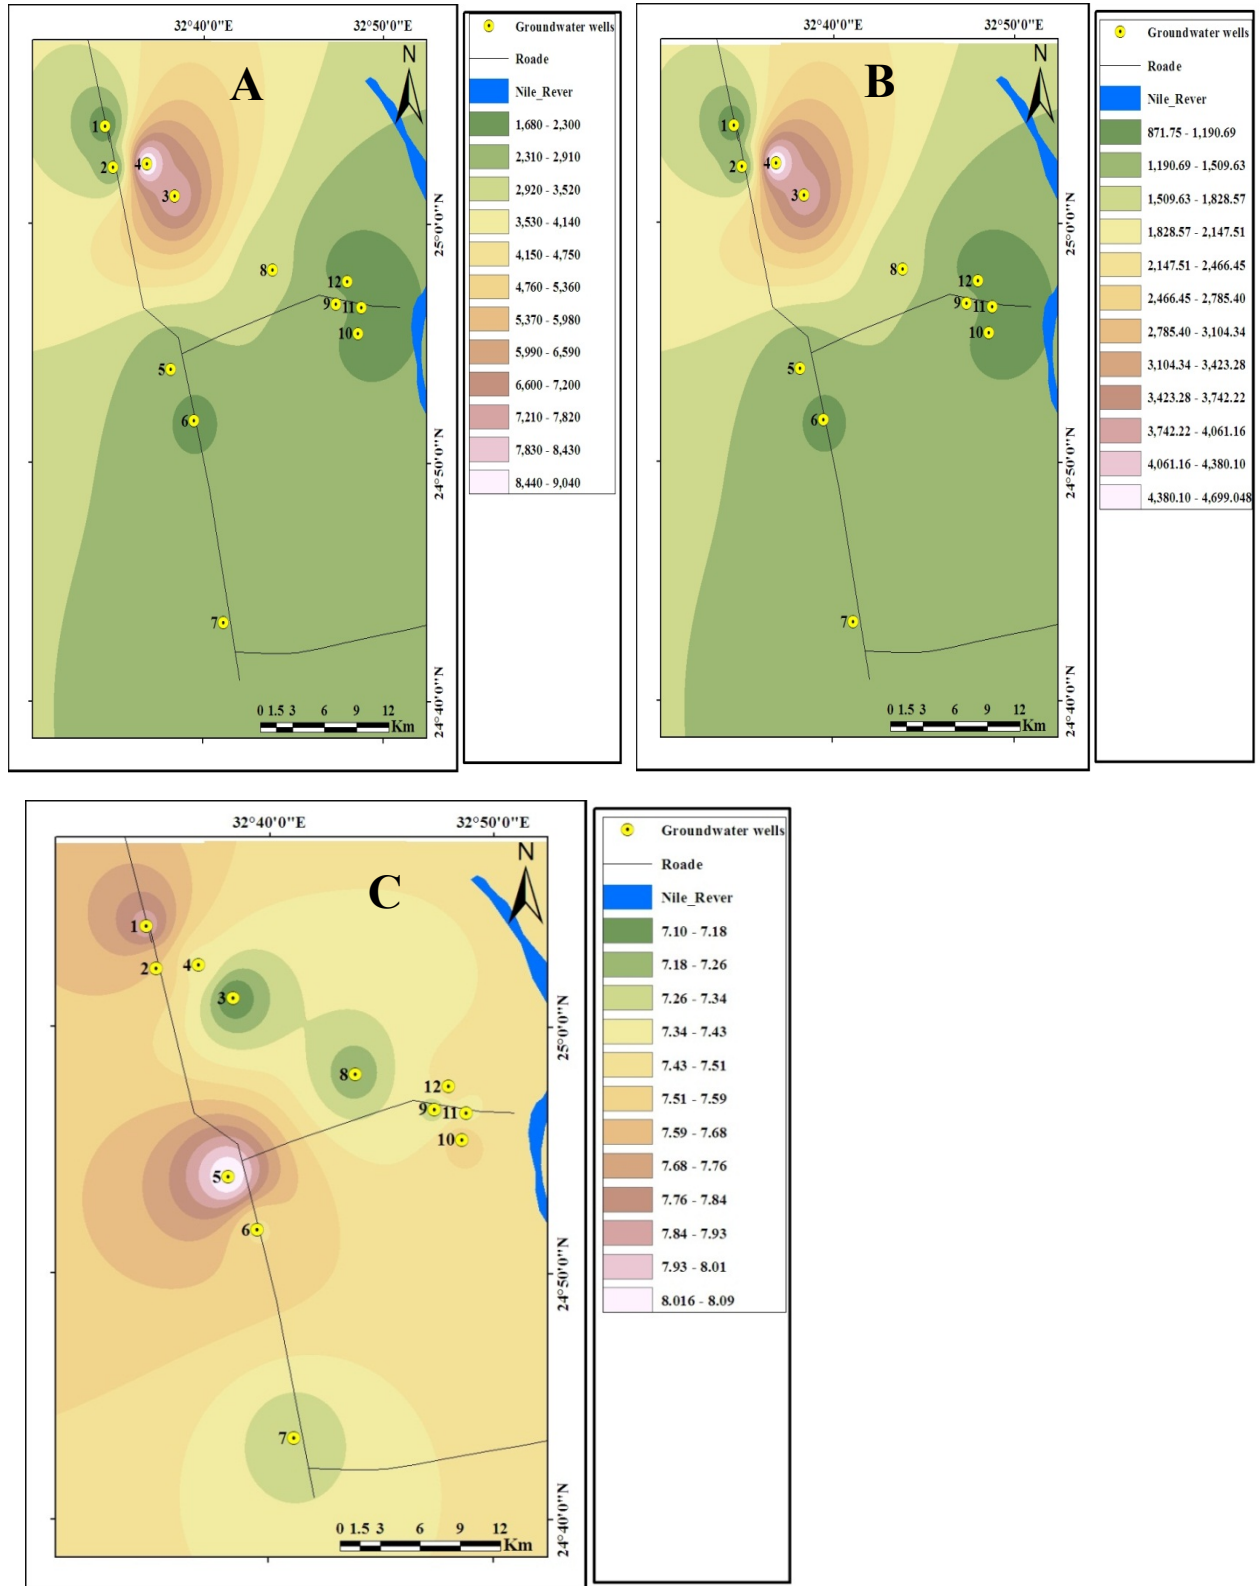 32°40'0"E 32°50'0"E
N
A
1
2
4
3
8
12
9 11
10
5
6
7
25°0'0"N
24°50'0"N
24°40'0"N
0 1.5 3 6 9 12
Km
Groundwater wells
Roade
Nile_Rever
1,680 - 2,300
2,310 - 2,910
2,920 - 3,520
3,530 - 4,140
4,150 - 4,750
4,760 - 5,360
5,370 - 5,980
5,990 - 6,590
6,600 - 7,200
7,210 - 7,820
7,830 - 8,430
8,440 - 9,040
32°40'0"E 32°50'0"E
N
B
1
2
4
3
8
12
9 11
10
5
6
7
25°0'0"N
24°50'0"N
24°40'0"N
0 1.5 3 6 9 12
Km
Groundwater wells
Roade
Nile_Rever
871.75 - 1,190.69
1,190.69 - 1,509.63
1,509.63 - 1,828.57
1,828.57 - 2,147.51
2,147.51 - 2,466.45
2,466.45 - 2,785.40
2,785.40 - 3,104.34
3,104.34 - 3,423.28
3,423.28 - 3,742.22
3,742.22 - 4,061.16
4,061.16 - 4,380.10
4,380.10 - 4,699.048
32°40'0"E 32°50'0"E
N
C
1
2
4
3
8
12
9 11
10
5
6
7
25°0'0"N
24°50'0"N
24°40'0"N
0 1.5 3 6 9 12
Km
Groundwater wells
Roade
Nile_Rever
7.10 - 7.18
7.18 - 7.26
7.26 - 7.34
7.34 - 7.43
7.43 - 7.51
7.51 - 7.59
7.59 - 7.68
7.68 - 7.76
7.76 - 7.84
7.84 - 7.93
7.93 - 8.01
8.016 - 8.09